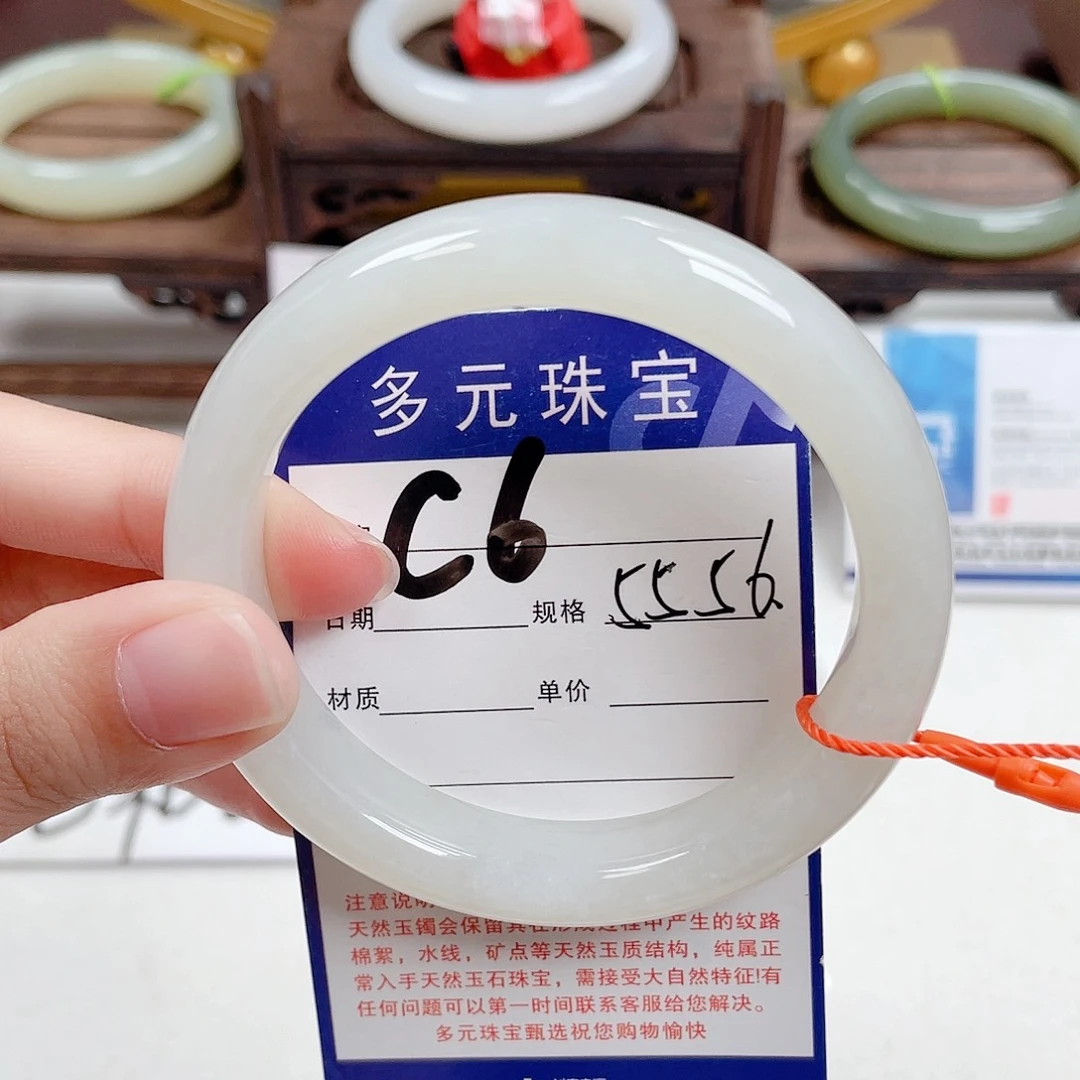 多元珠宝
C6
日期 规格 5556
材质 单价
注意说明
天然玉镯会保留其在形成过程中产生的纹路
棉絮，水线，矿点等天然玉质结构，纯属正
常入手天然玉石珠宝，需接受大自然特征!有
任何问题可以第一时间联系客服给您解决。
多元珠宝甄选祝您购物愉快